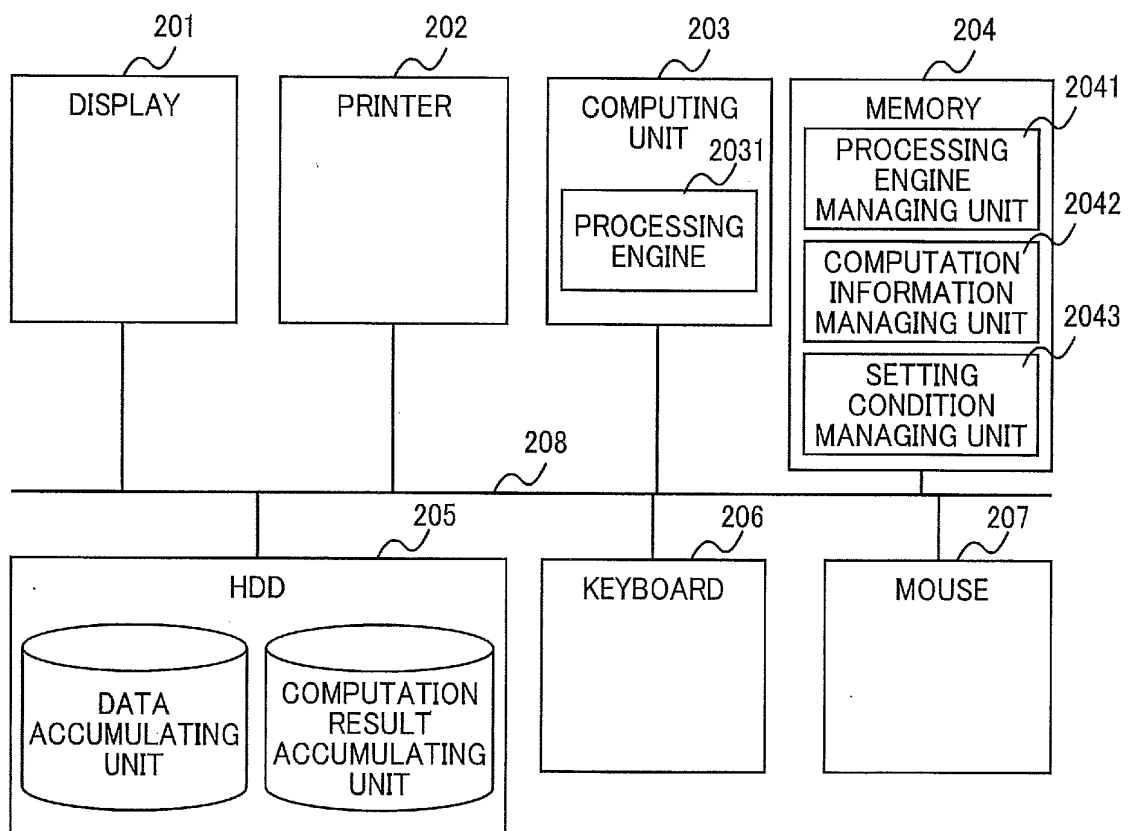 201
202
203
204
DISPLAY
PRINTER
COMPUTING
UNIT
2031
PROCESSING
ENGINE
MEMORY
2041
PROCESSING
ENGINE
MANAGING UNIT
2042
COMPUTATION
INFORMATION
MANAGING UNIT
2043
SETTING
CONDITION
MANAGING UNIT
208
205
206
207
HDD
DATA
ACCUMULATING
UNIT
COMPUTATION
RESULT
ACCUMULATING
UNIT
KEYBOARD
MOUSE